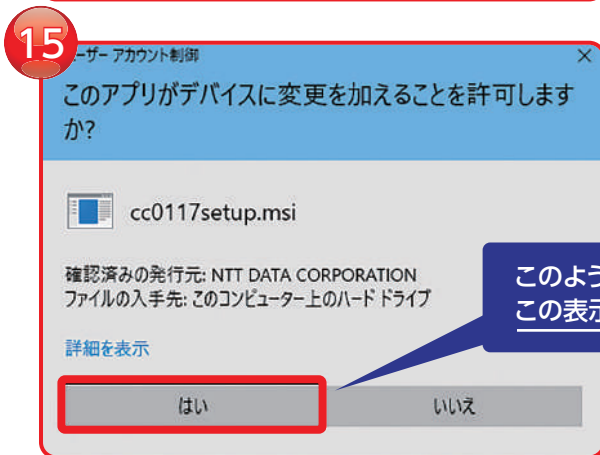 15
ーザー アカウント制御
×
このアプリがデバイスに変更を加えることを許可します
か?
cc0117setup.msi
確認済みの発行元: NTT DATA CORPORATION
ファイルの入手先: このコンピューター上のハード ドライブ
このよう
この表示
詳細を表示
はい
いいえ